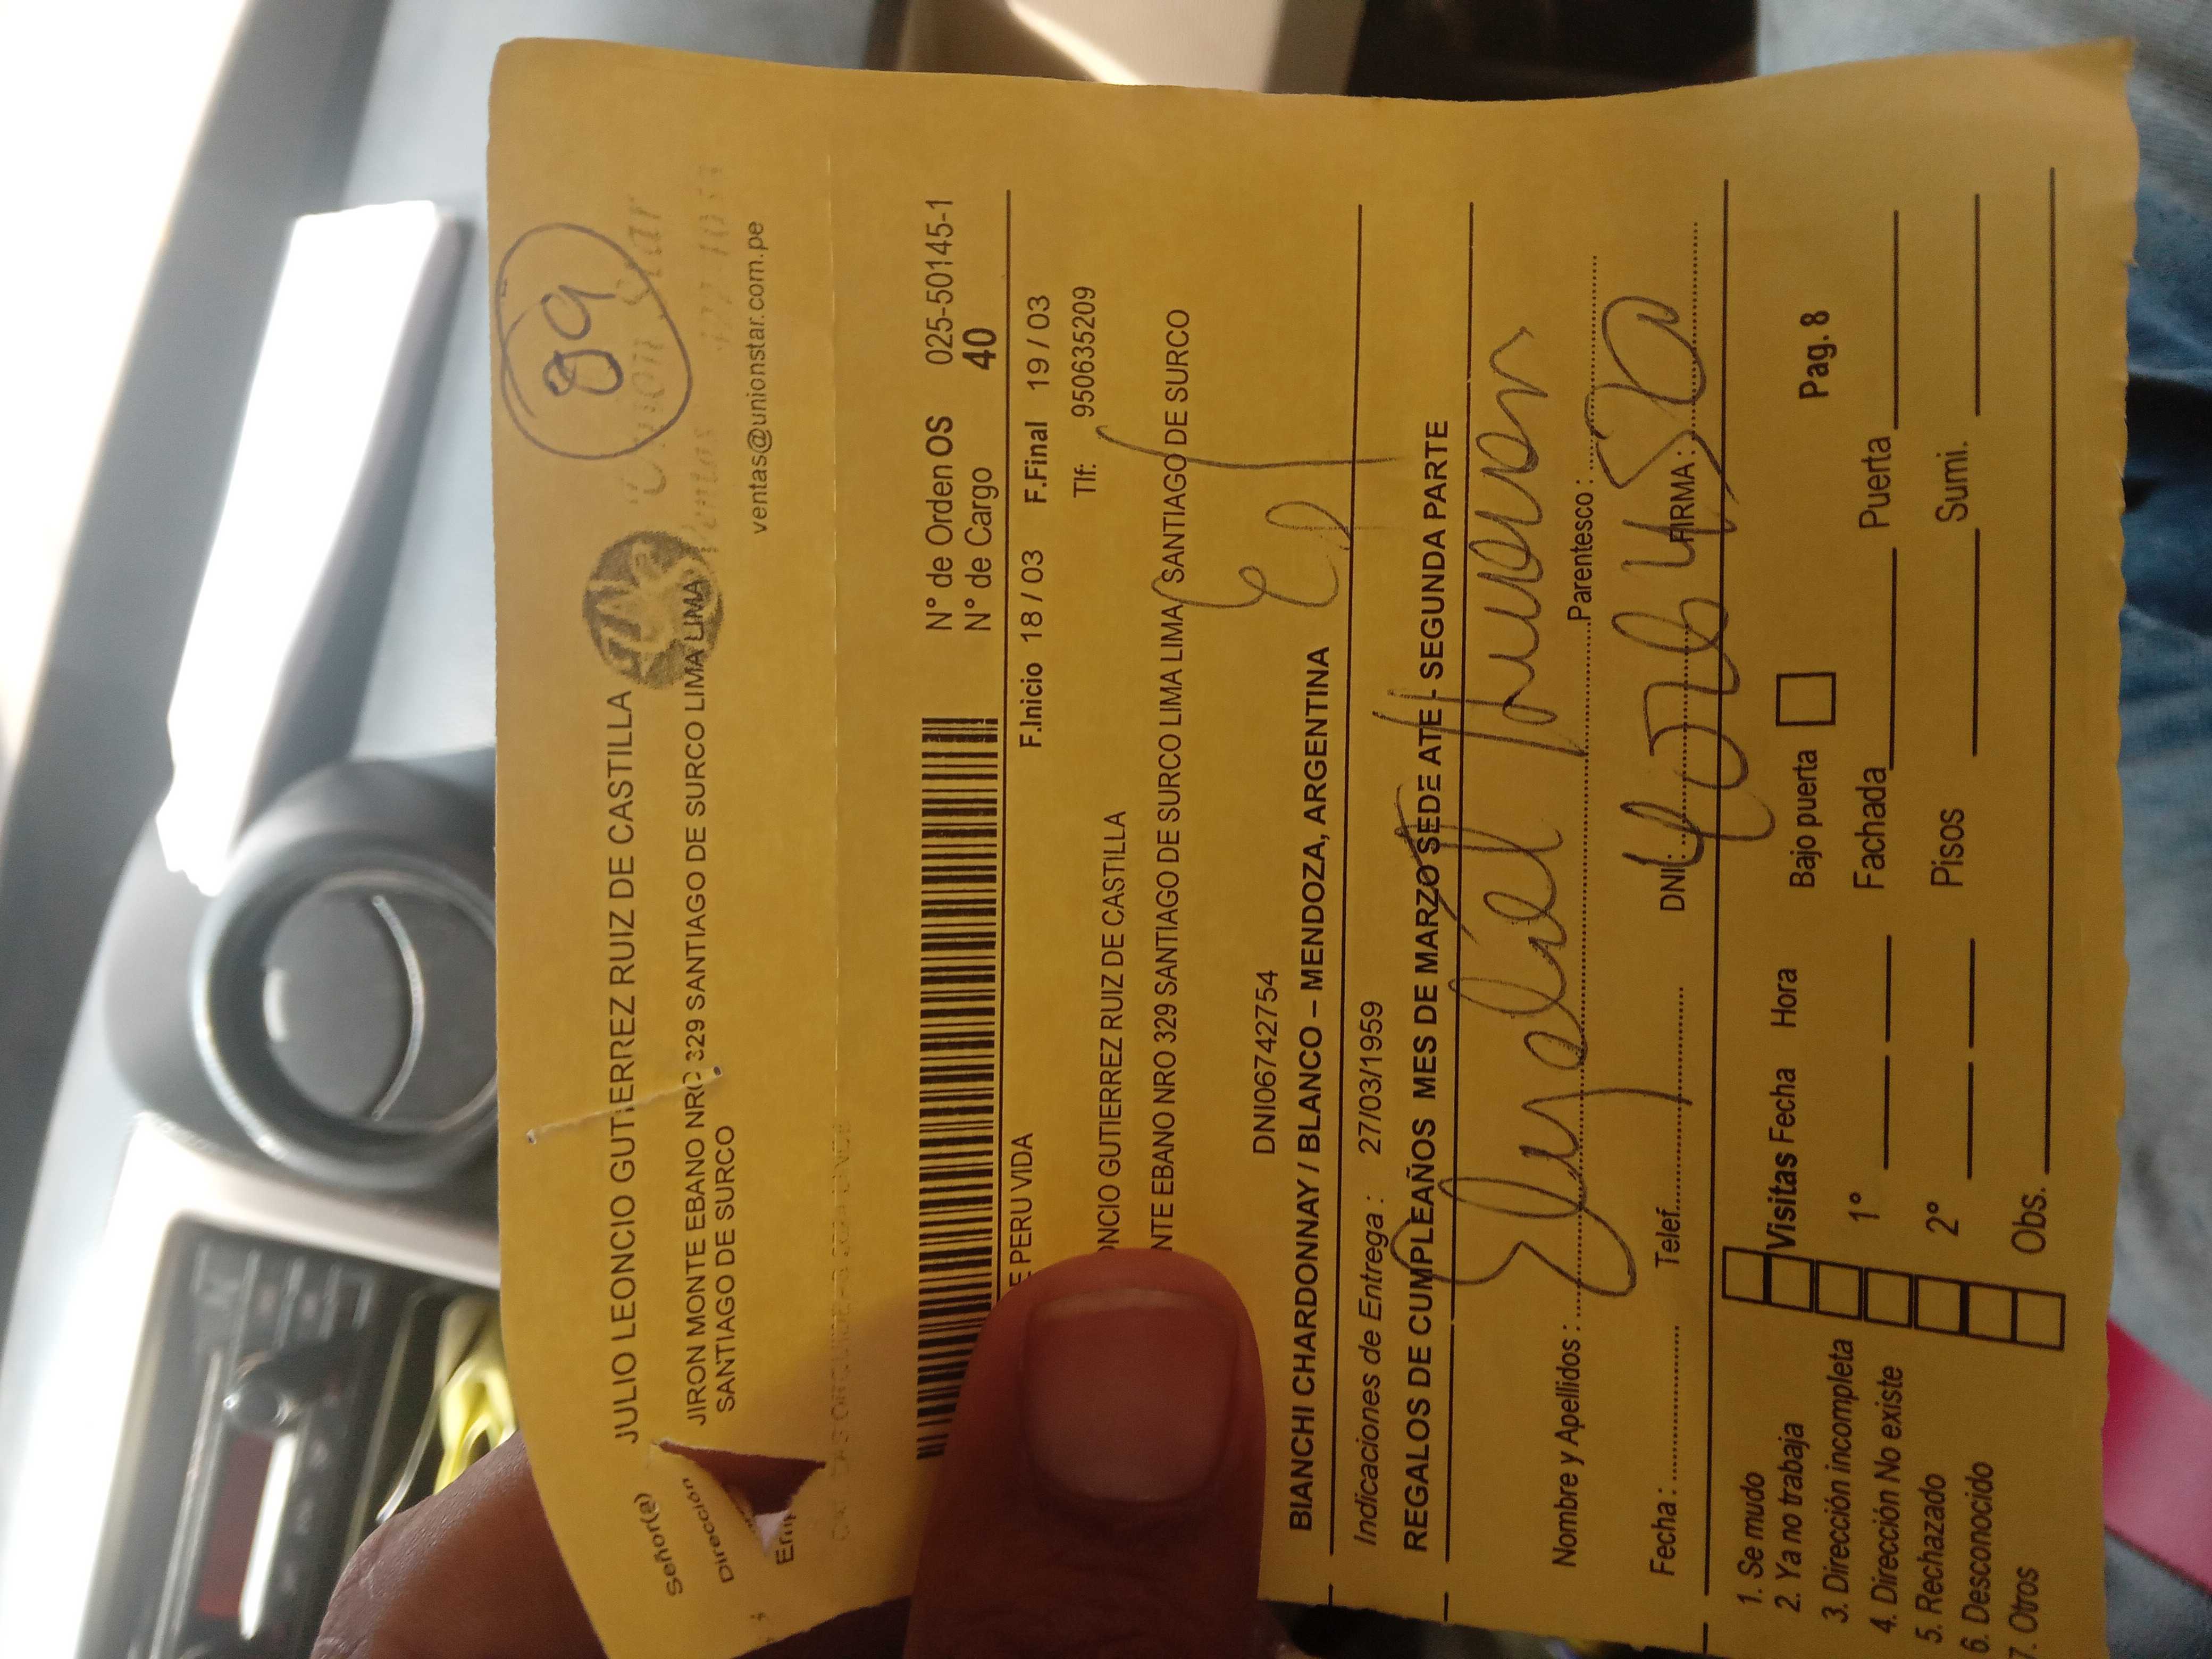 89
Señor(a) JULIO LEONCIO GUTIERREZ RUIZ DE CASTILLA
Dirección JIRON MONTE EBANO NRO 329 SANTIAGO DE SURCO LIMA LIMA
SANTIAGO DE SURCO
ventas@unionstar.com.pe
N° de Orden OS 025-50145-1
N° de Cargo 40
PERU VIDA F.Inicio 18 / 03 F.Final 19 / 03
Tlf: 950635209
GUTIERREZ RUIZ DE CASTILLA
EBANO NRO 329 SANTIAGO DE SURCO LIMA LIMA SANTIAGO DE SURCO
DNI06742754
BIANCHI CHARDONNAY / BLANCO – MENDOZA, ARGENTINA
Indicaciones de Entrega : 27/03/1959
REGALOS DE CUMPLEAÑOS MES DE MARZO SEDE ATE - SEGUNDA PARTE
Nombre y Apellidos :
Parentesco :
Fecha : Telef. DNI: FIRMA :
1. Se mudo
2. Ya no trabaja Visitas Fecha Hora Bajo puerta Pag. 8
3. Dirección incompleta 1° Fachada Puerta
4. Dirección No existe
5. Rechazado 2° Pisos Sumi.
6. Desconocido
7. Otros Obs.